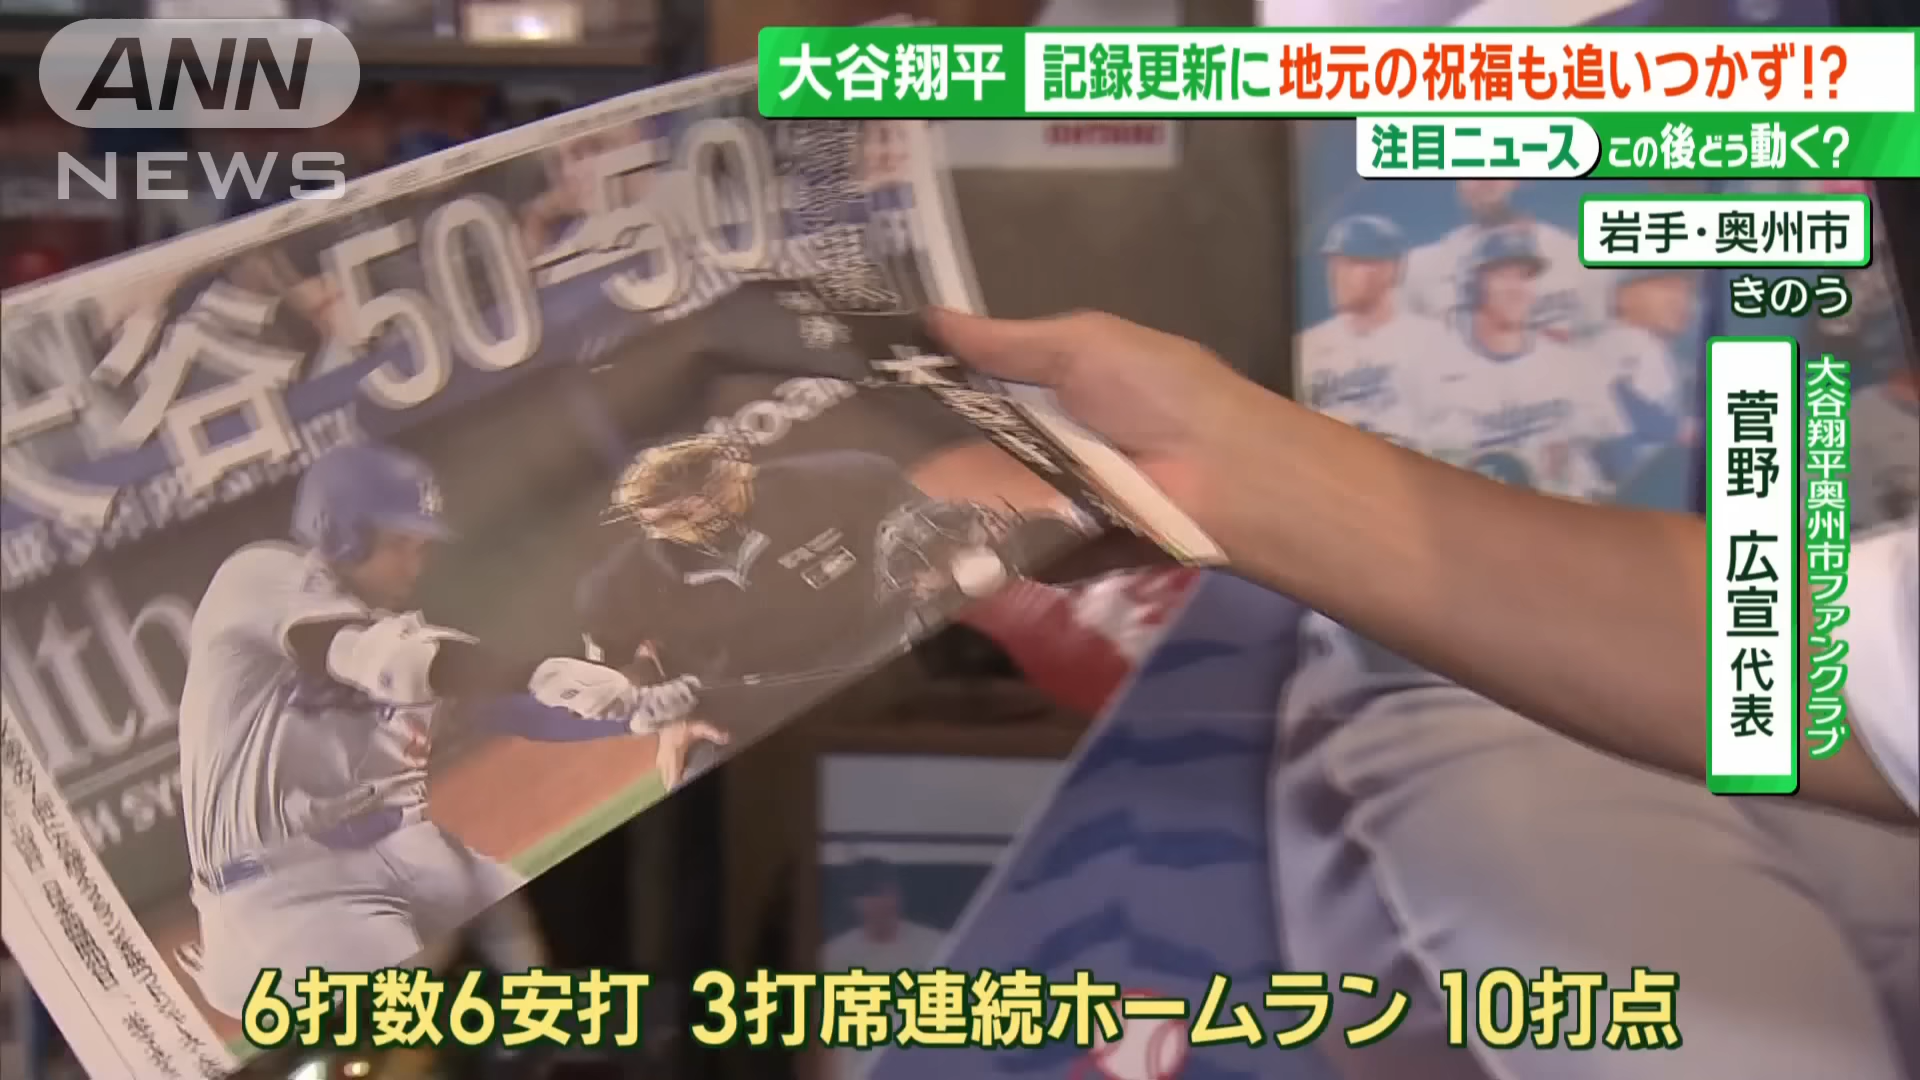 ANN
NEWS
大谷翔平 記録更新に地元の祝福も追いつかず!?
注目ニュース この後どう動く?
岩手・奥州市
きのう
大谷翔平奥州市ファンクラブ
菅野 広宣 代表
大谷50-50
lth
6打数6安打 3打席連続ホームラン 10打点